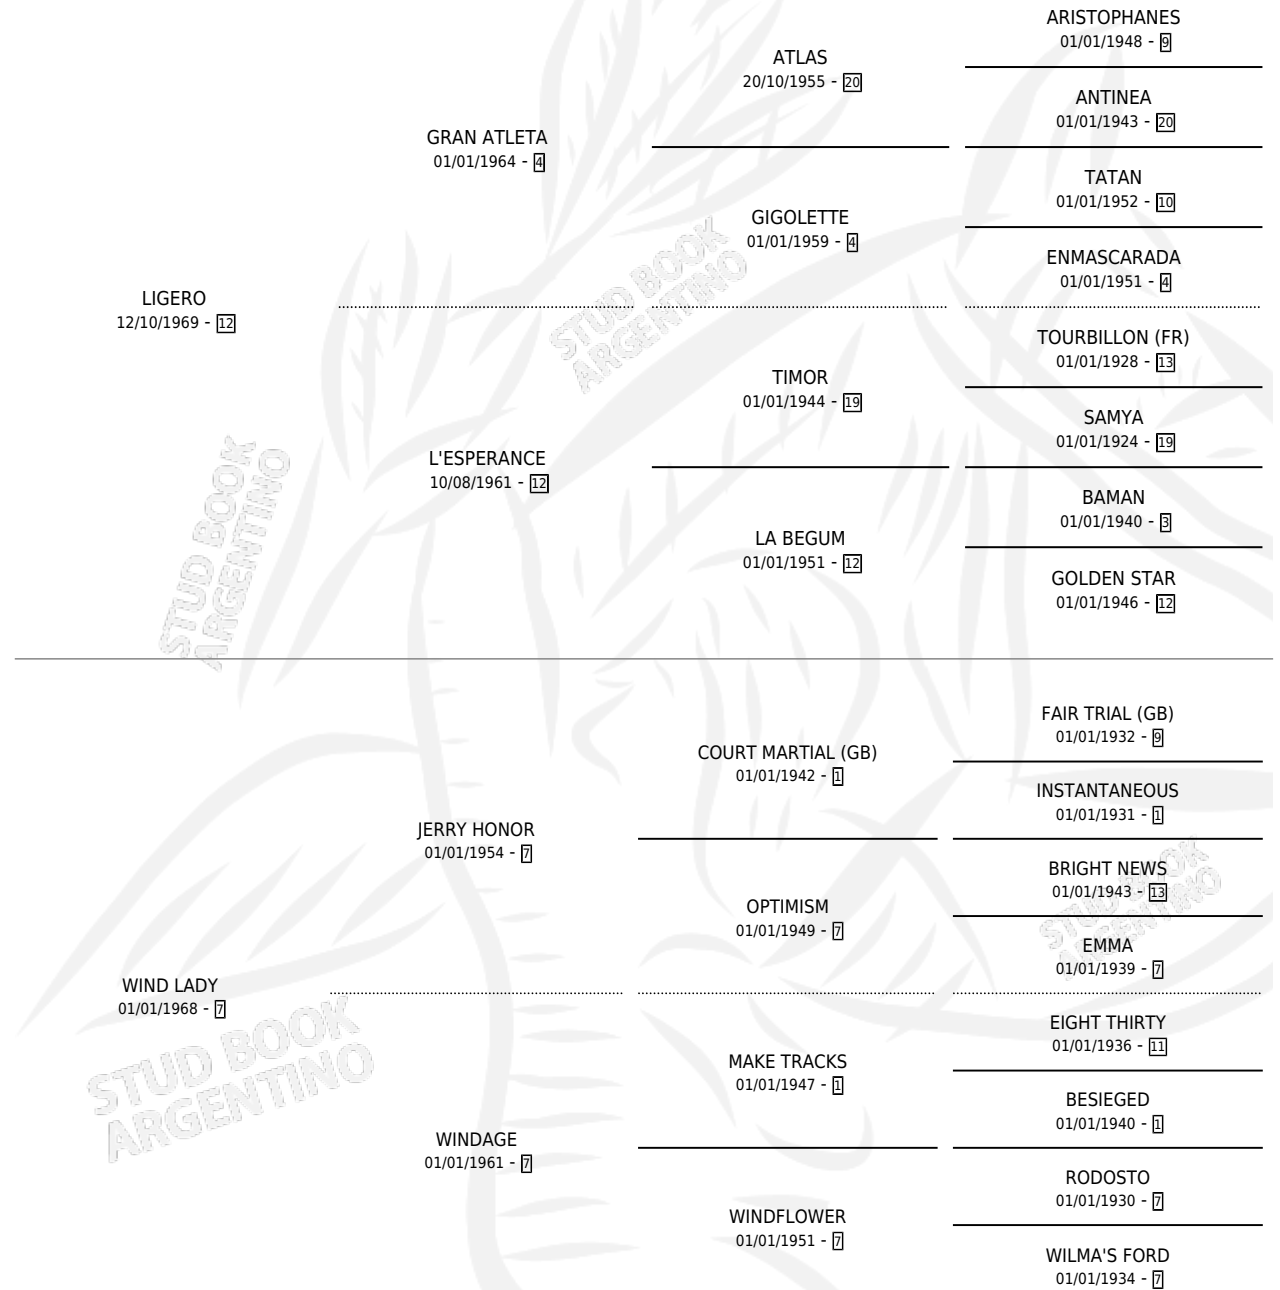 ARISTOPHANES
01/01/1948 - 9
ATLAS
20/10/1955 - 20
ANTINEA
01/01/1943 - 20
GRAN ATLETA
01/01/1964 - 4
TATAN
01/01/1952 - 10
GIGOLETTE
01/01/1959 - 4
ENMASCARADA
01/01/1951 - 4
STUD BOOK
ARGENTINO
LIGERO
12/10/1969 - 12
TOURBILLON (FR)
01/01/1928 - 13
TIMOR
01/01/1944 - 19
SAMYA
01/01/1924 - 19
L'ESPERANCE
10/08/1961 - 12
BAMAN
01/01/1940 - 3
LA BEGUM
01/01/1951 - 12
GOLDEN STAR
01/01/1946 - 12
STUD BOOK
ARGENTINO
FAIR TRIAL (GB)
01/01/1932 - 9
COURT MARTIAL (GB)
01/01/1942 - 1
INSTANTANEOUS
01/01/1931 - 1
JERRY HONOR
01/01/1954 - 7
BRIGHT NEWS
01/01/1943 - 13
STUD BOOK
ARGENTINO
OPTIMISM
01/01/1949 - 7
EMMA
01/01/1939 - 7
WIND LADY
01/01/1968 - 7
EIGHT THIRTY
01/01/1936 - 11
STUD BOOK
ARGENTINO
MAKE TRACKS
01/01/1947 - 1
BESIEGED
01/01/1940 - 1
WINDAGE
01/01/1961 - 7
RODOSTO
01/01/1930 - 7
WINDFLOWER
01/01/1951 - 7
WILMA'S FORD
01/01/1934 - 7